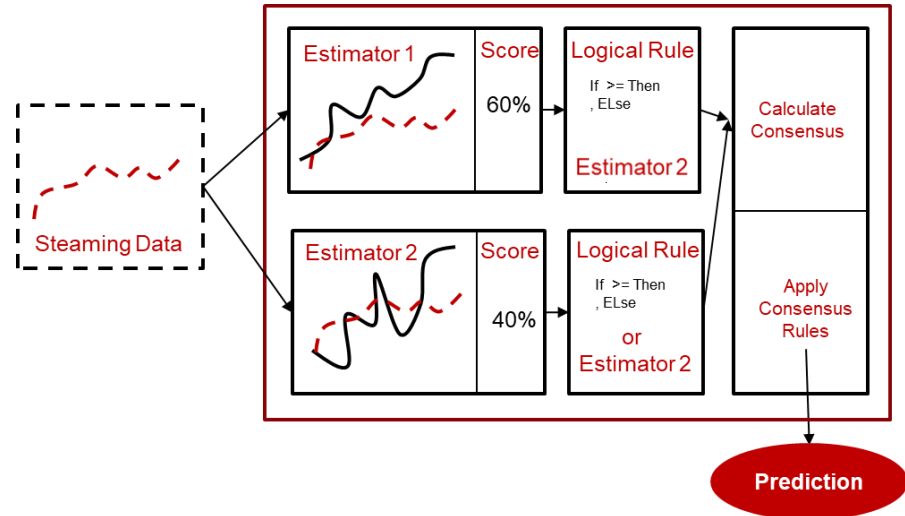 Steaming Data
Estimator 1
Score
60%
Logical Rule
If >= Then
, ELse
Estimator 2
Estimator 2
Score
40%
Logical Rule
If >= Then
, ELse
or
Estimator 2
Calculate
Consensus
Apply
Consensus
Rules
Prediction